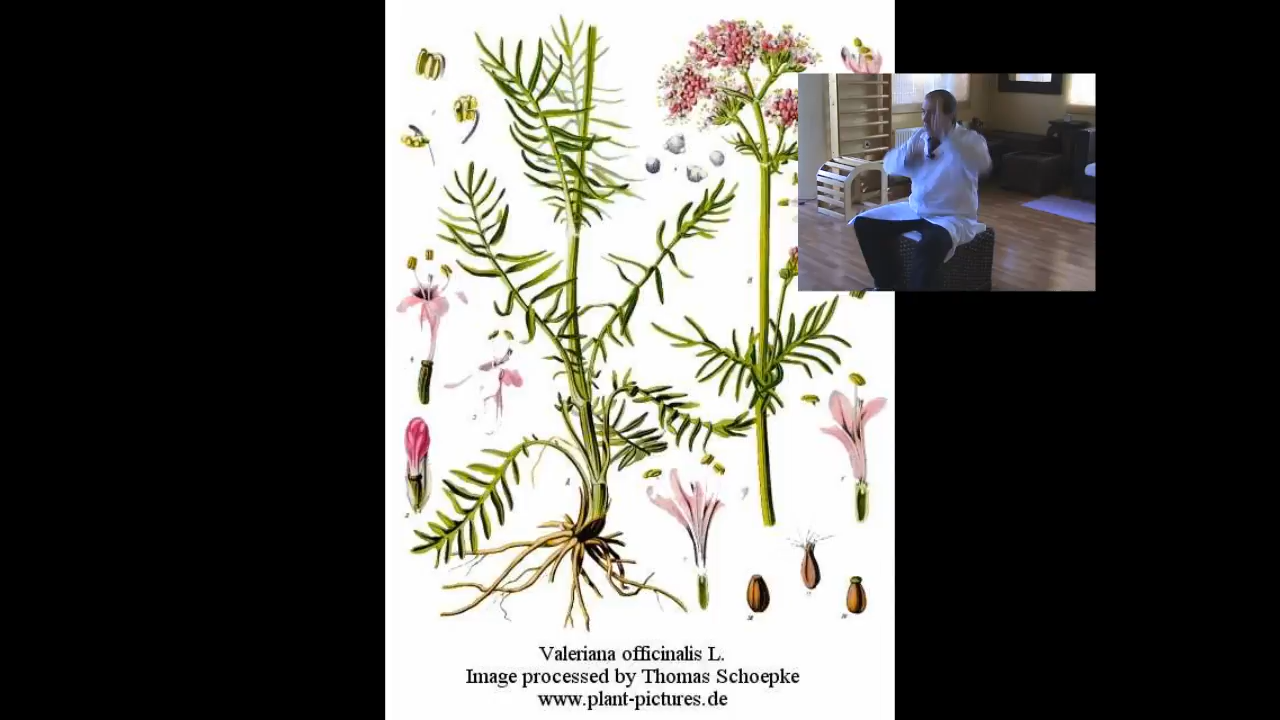 Valeriana officinalis L.
Image processed by Thomas Schoepke
www.plant-pictures.de